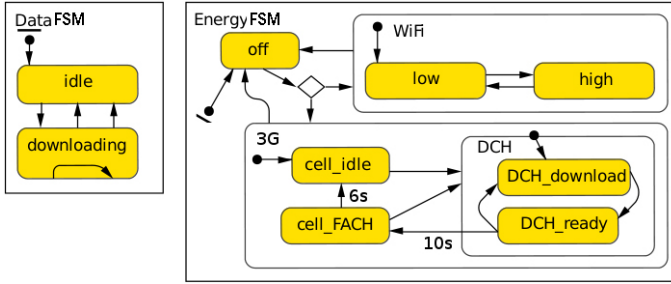 DataFSM
idle
downloading
EnergyFSM
off
WiFi
low
high
3G
cell_idle
6s
cell_FACH
10s
DCH
DCH_download
DCH_ready